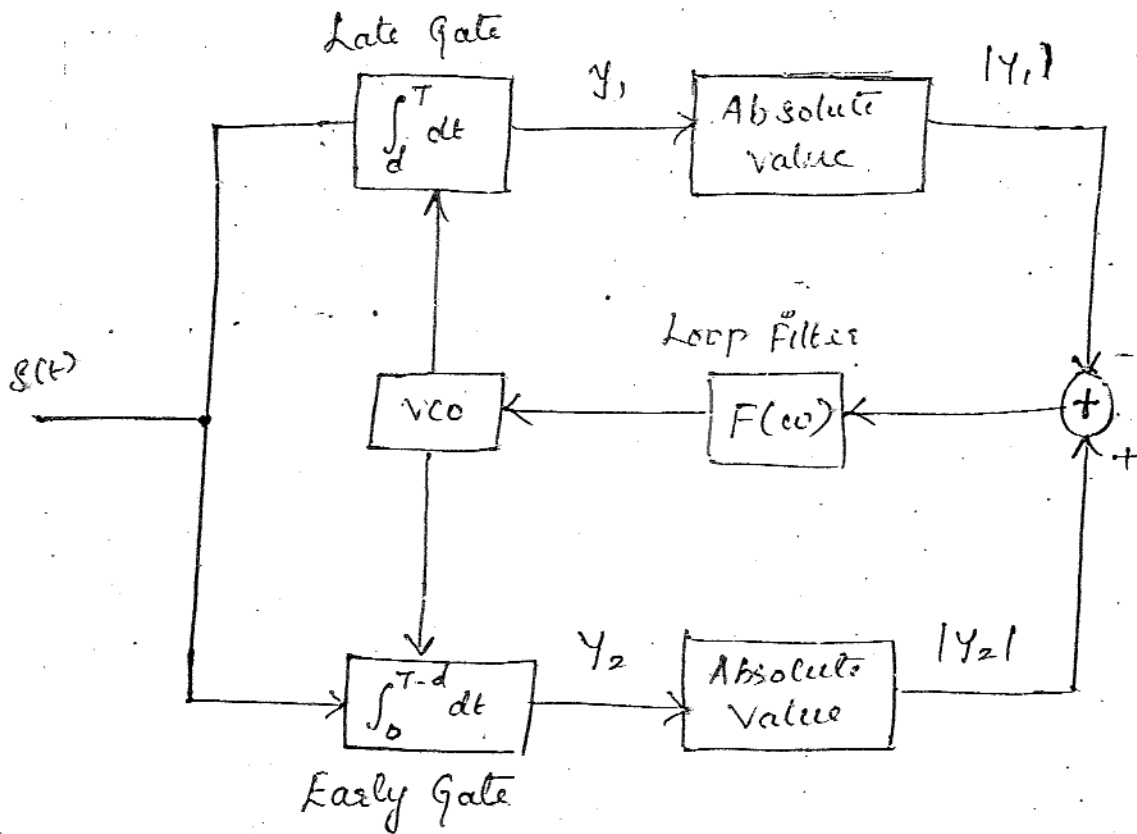 Late Gate
∫_d^T dt
y₁
Absolute
value
|y₁|
s(t)
VCO
Loop Filter
F(ω)
-
+
+
∫_0^{T-d} dt
y₂
Absolute
Value
|y₂|
Early Gate